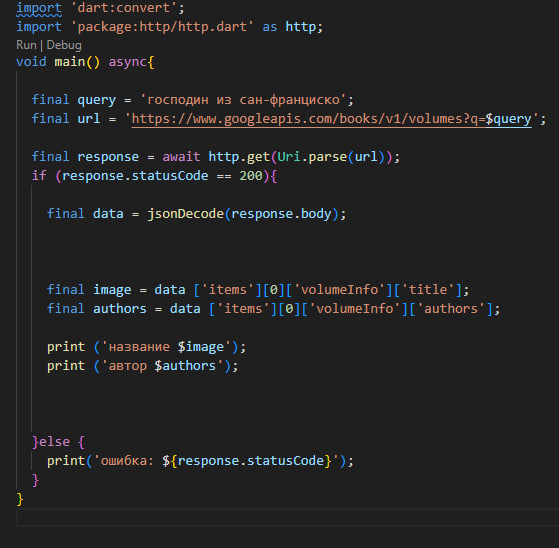 import 'dart:convert';
import 'package:http/http.dart' as http;
Run | Debug
void main() async{
final query = 'господин из сан-франциско';
final url = 'https://www.googleapis.com/books/v1/volumes?q=$query';
final response = await http.get(Uri.parse(url));
if (response.statusCode == 200){
final data = jsonDecode(response.body);
final image = data ['items'][0]['volumeInfo']['title'];
final authors = data ['items'][0]['volumeInfo']['authors'];
print ('название $image');
print ('автор $authors');
}else {
print('ошибка: ${response.statusCode}');
}
}